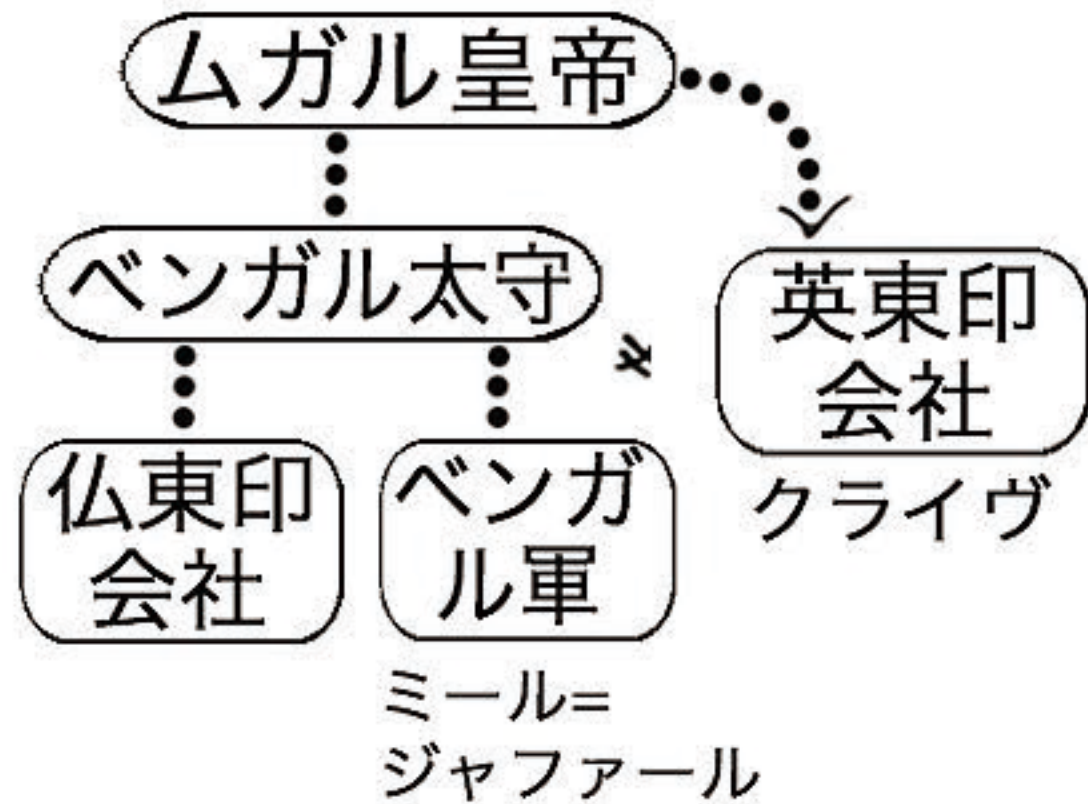 ムガル皇帝
ベンガル太守
英東印
会社
クライヴ
仏東印
会社
ベンガ
ル軍
ミール=
ジャファール